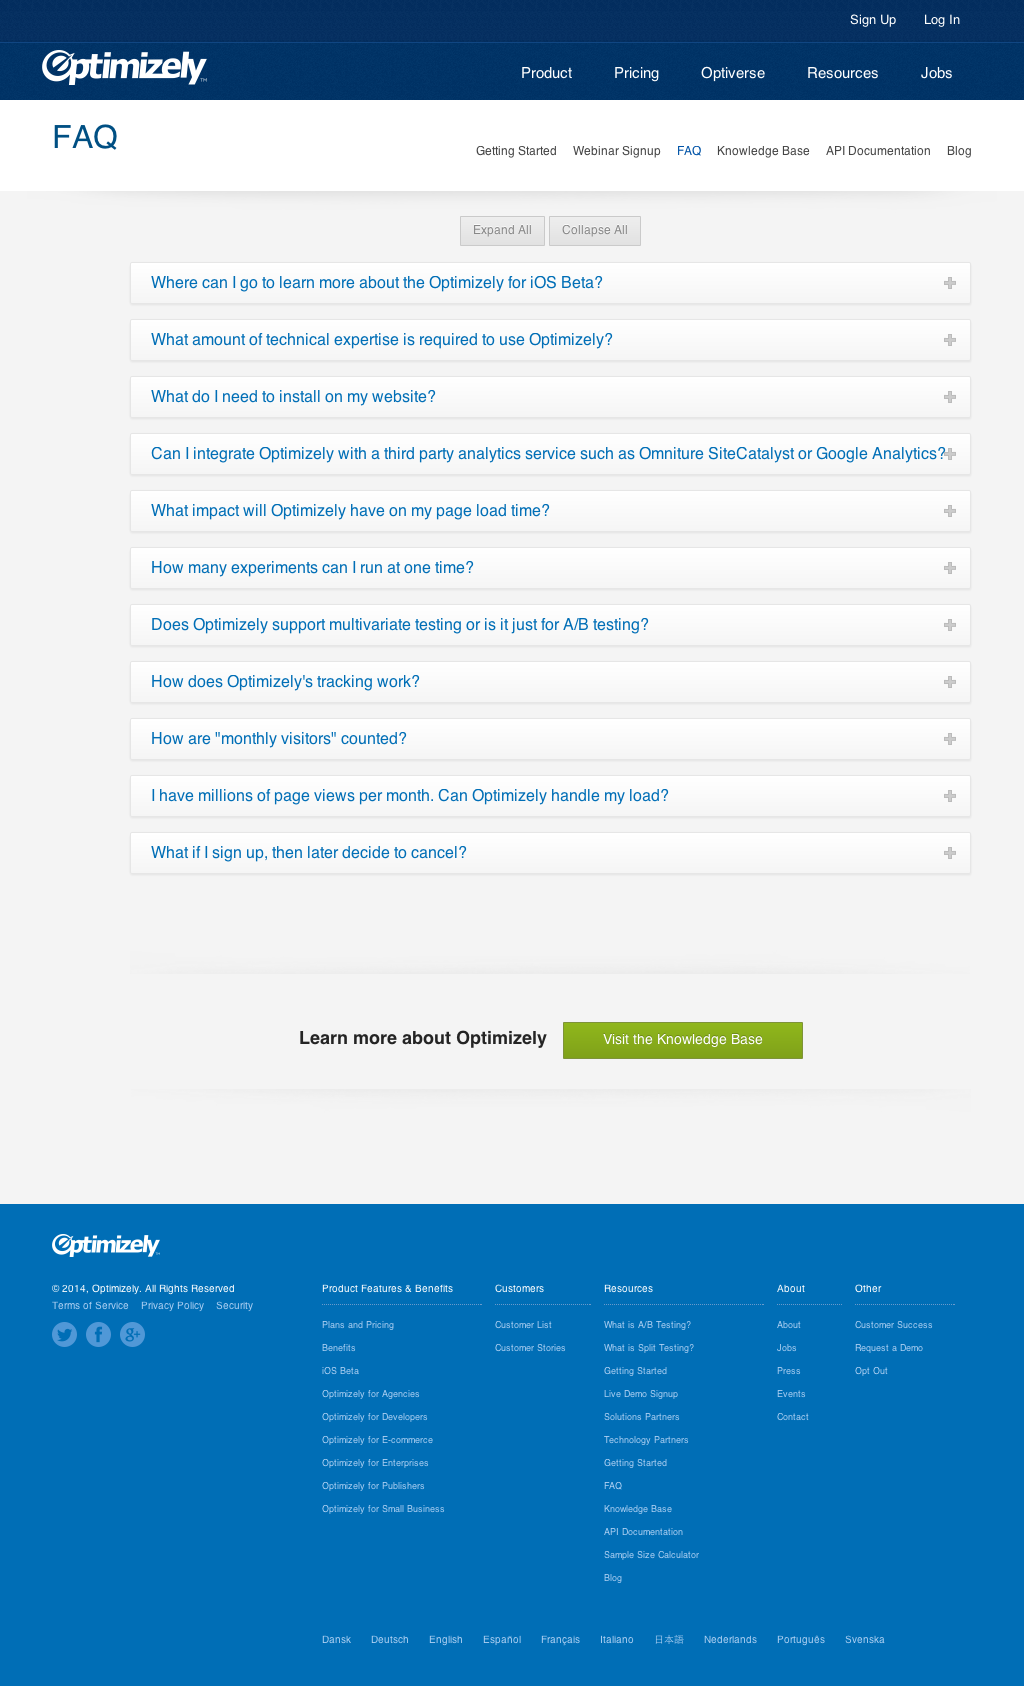 Sign Up Log In
Optimizely™
Product Pricing Optiverse Resources Jobs
FAQ
Getting Started Webinar Signup FAQ Knowledge Base API Documentation Blog
Expand All Collapse All
Where can I go to learn more about the Optimizely for iOS Beta?
What amount of technical expertise is required to use Optimizely?
What do I need to install on my website?
Can I integrate Optimizely with a third party analytics service such as Omniture SiteCatalyst or Google Analytics?
What impact will Optimizely have on my page load time?
How many experiments can I run at one time?
Does Optimizely support multivariate testing or is it just for A/B testing?
How does Optimizely's tracking work?
How are "monthly visitors" counted?
I have millions of page views per month. Can Optimizely handle my load?
What if I sign up, then later decide to cancel?
Learn more about Optimizely Visit the Knowledge Base
Optimizely
© 2014, Optimizely. All Rights Reserved
Terms of Service Privacy Policy Security
Product Features & Benefits
Plans and Pricing
Benefits
iOS Beta
Optimizely for Agencies
Optimizely for Developers
Optimizely for E-commerce
Optimizely for Enterprises
Optimizely for Publishers
Optimizely for Small Business
Customers
Customer List
Customer Stories
Resources
What is A/B Testing?
What is Split Testing?
Getting Started
Live Demo Signup
Solutions Partners
Technology Partners
Getting Started
FAQ
Knowledge Base
API Documentation
Sample Size Calculator
Blog
About
About
Jobs
Press
Events
Contact
Other
Customer Success
Request a Demo
Opt Out
Dansk Deutsch English Español Français Italiano 日本語 Nederlands Português Svenska